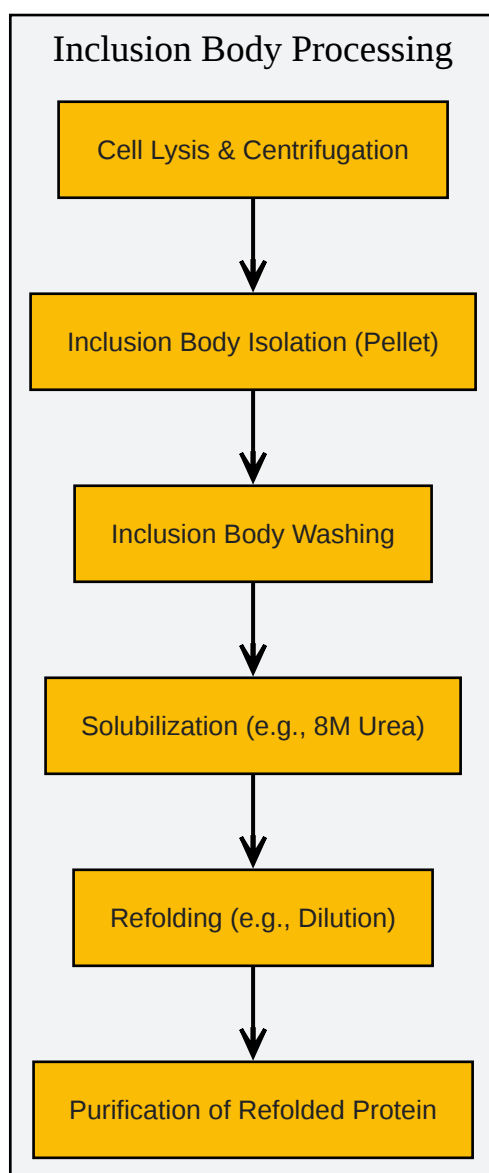 Inclusion Body Processing
Cell Lysis & Centrifugation
Inclusion Body Isolation (Pellet)
Inclusion Body Washing
Solubilization (e.g., 8M Urea)
Refolding (e.g., Dilution)
Purification of Refolded Protein